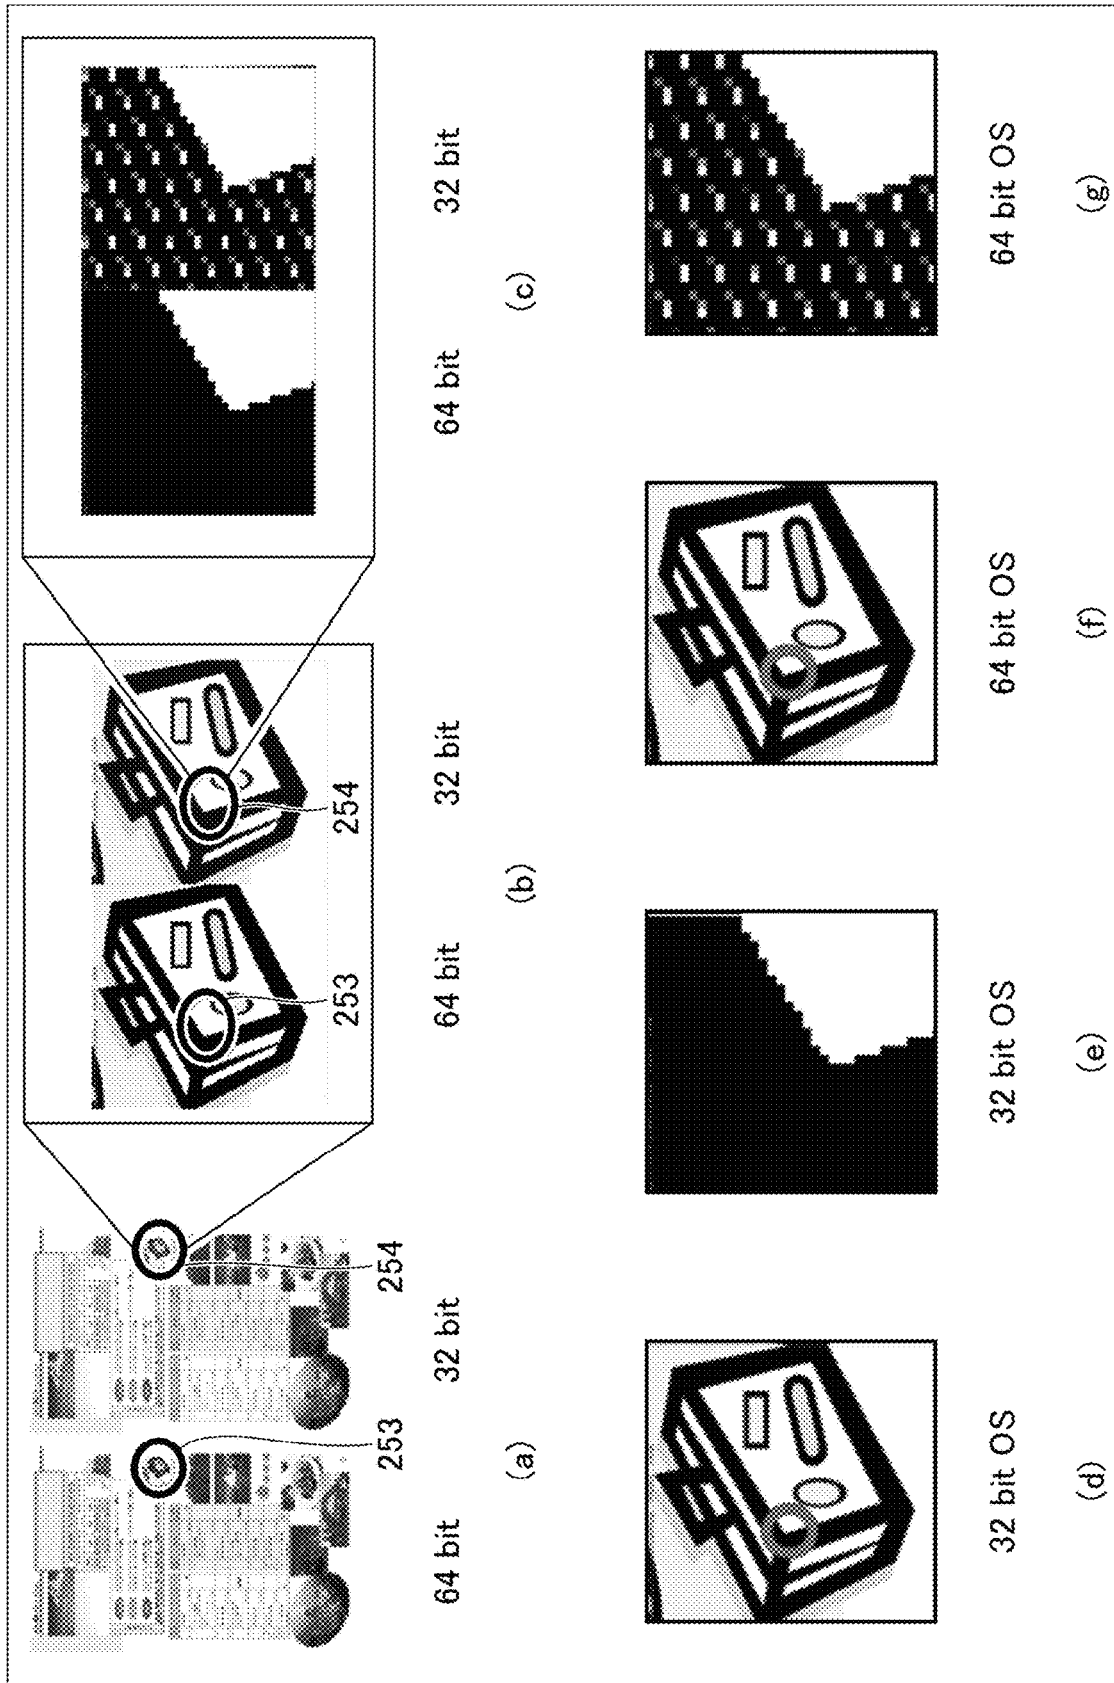 253 254
253 254
64 bit 32 bit 64 bit 32 bit 64 bit 32 bit
(a) (b) (c)
32 bit OS 32 bit OS 64 bit OS 64 bit OS
(d) (e) (f) (g)